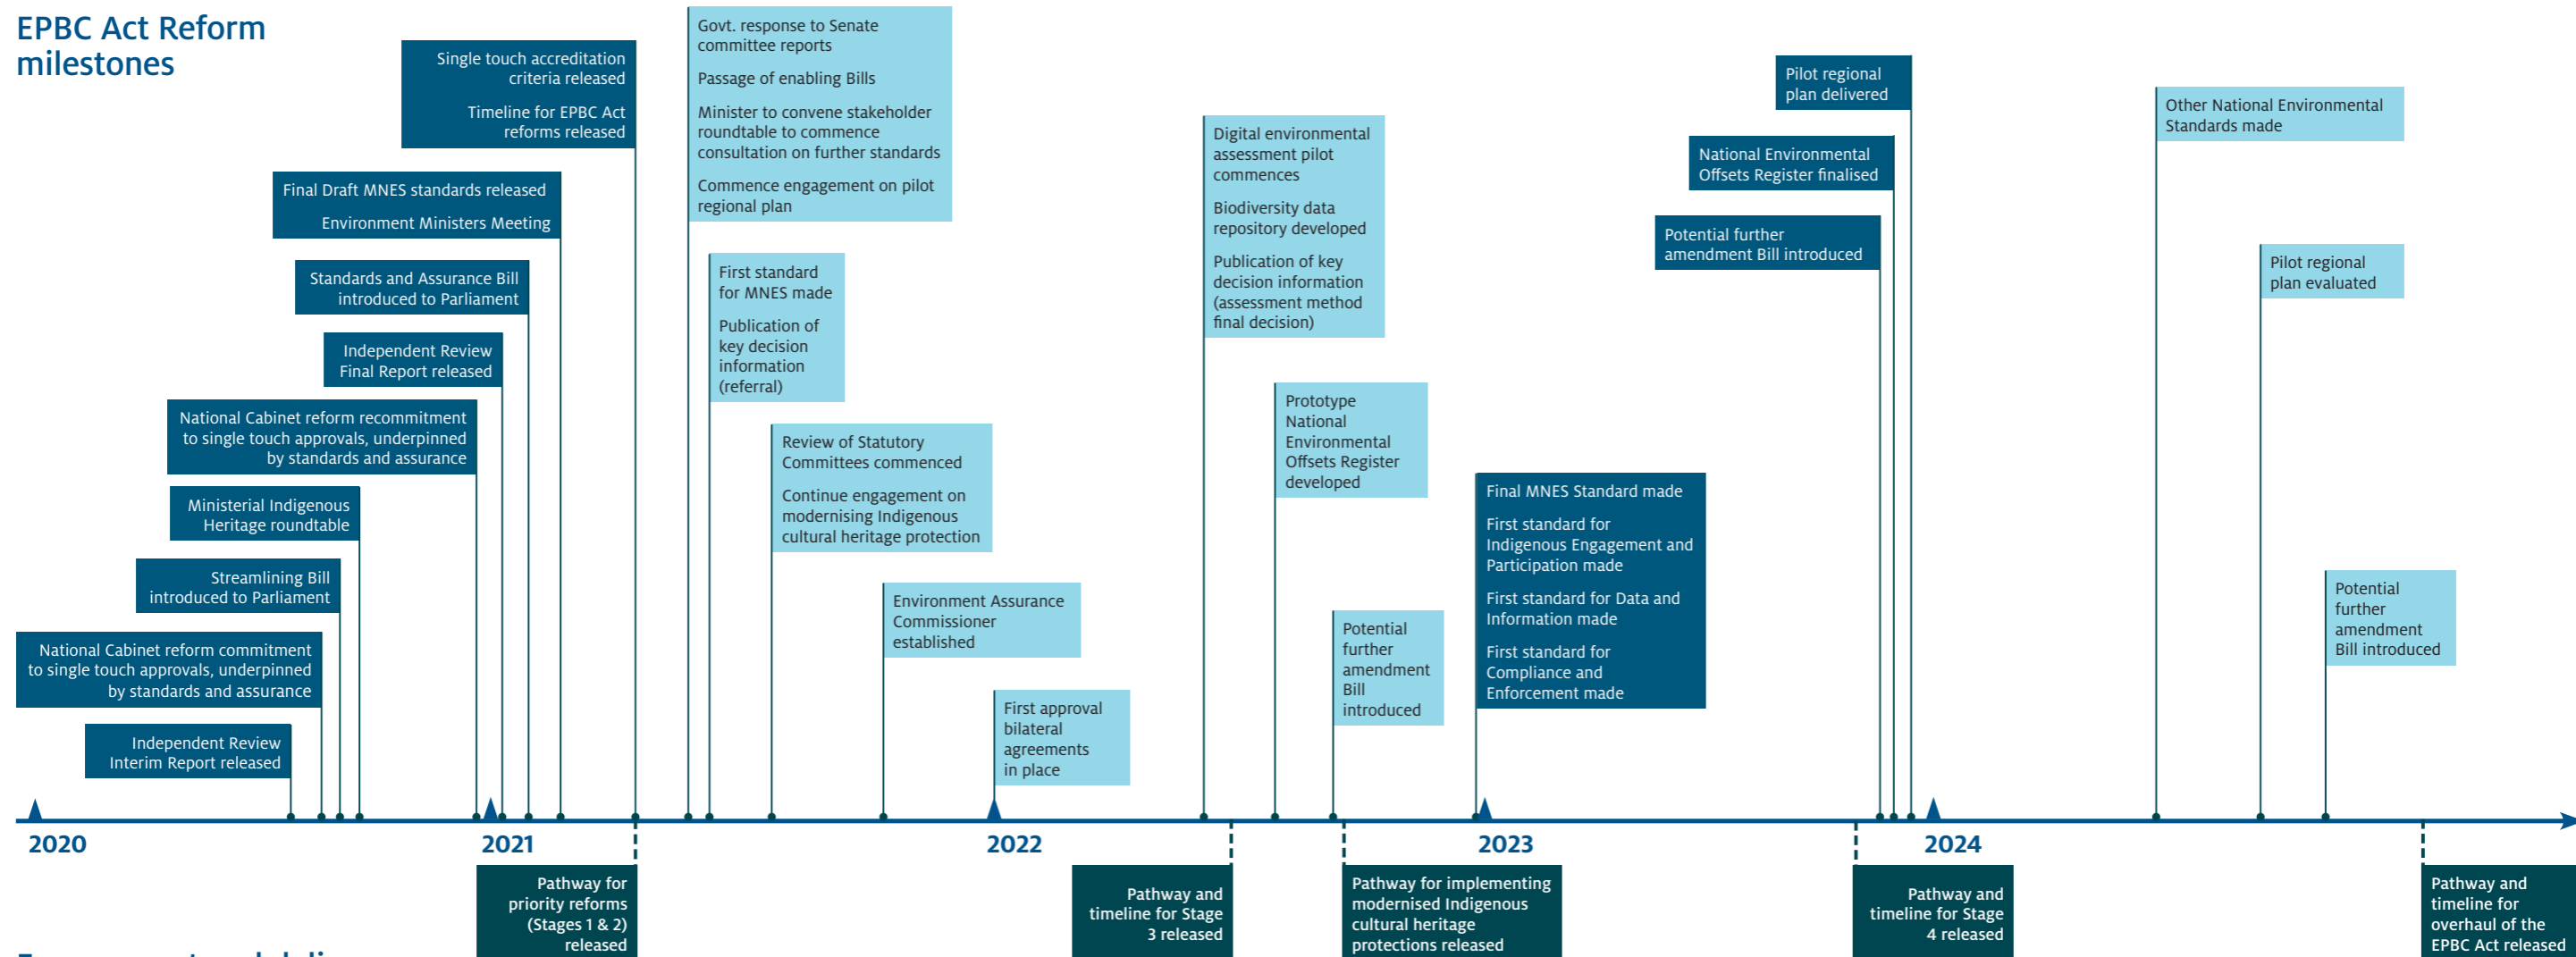 EPBC Act Reform
milestones
Single touch accreditation
criteria released
Timeline for EPBC Act
reforms released
Final Draft MNES standards released
Environment Ministers Meeting
Standards and Assurance Bill
introduced to Parliament
Independent Review
Final Report released
National Cabinet reform recommitment
to single touch approvals, underpinned
by standards and assurance
Ministerial Indigenous
Heritage roundtable
Streamlining Bill
introduced to Parliament
National Cabinet reform commitment
to single touch approvals, underpinned
by standards and assurance
Independent Review
Interim Report released
Govt. response to Senate
committee reports
Passage of enabling Bills
Minister to convene stakeholder
roundtable to commence
consultation on further standards
Commence engagement on pilot
regional plan
First standard
for MNES made
Publication of
key decision
information
(referral)
Review of Statutory
Committees commenced
Continue engagement on
modernising Indigenous
cultural heritage protection
Environment Assurance
Commissioner
established
First approval
bilateral
agreements
in place
Digital environmental
assessment pilot
commences
Biodiversity data
repository developed
Publication of key
decision information
(assessment method
final decision)
Prototype
National
Environmental
Offsets Register
developed
Potential
further
amendment
Bill
introduced
Final MNES Standard made
First standard for
Indigenous Engagement and
Participation made
First standard for Data and
Information made
First standard for
Compliance and
Enforcement made
Pilot regional
plan delivered
National Environmental
Offsets Register finalised
Potential further
amendment Bill introduced
Other National Environmental
Standards made
Pilot regional
plan evaluated
Potential
further
amendment
Bill introduced
2020
2021
2022
2023
2024
Pathway for
priority reforms
(Stages 1 & 2)
released
Pathway and
timeline for Stage
3 released
Pathway for implementing
modernised Indigenous
cultural heritage
protections released
Pathway and
timeline for Stage
4 released
Pathway and
timeline for
overhaul of the
EPBC Act released